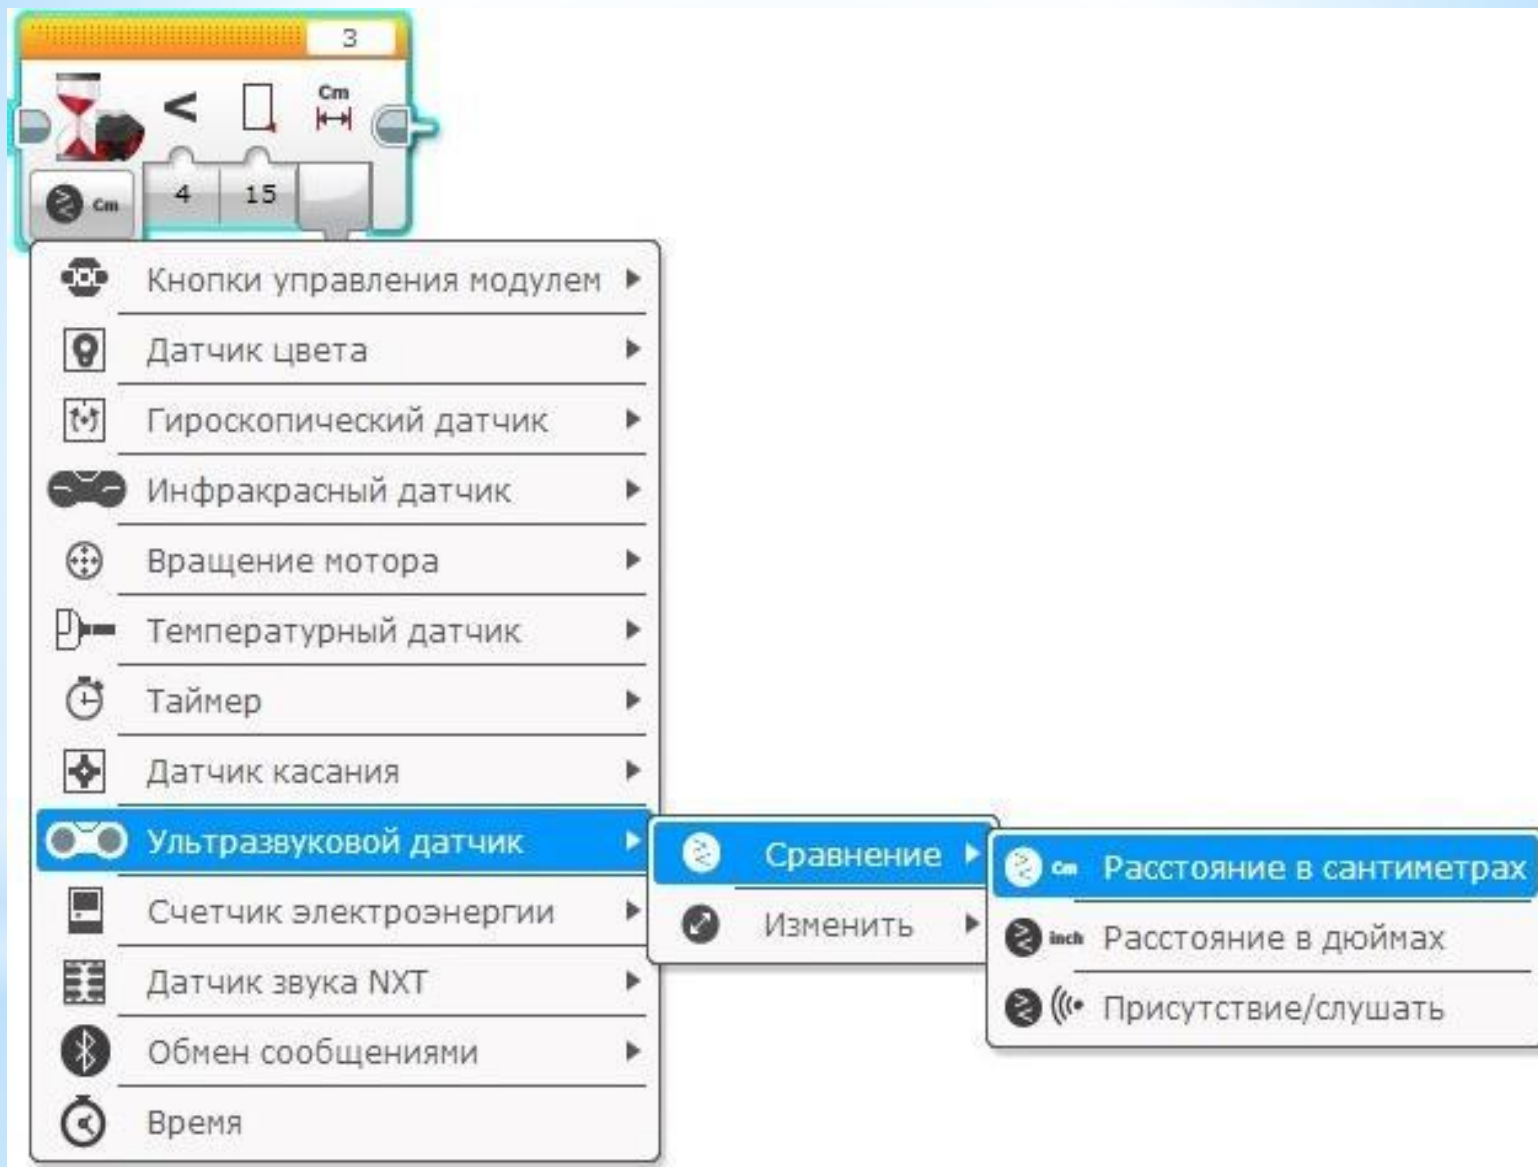 3
<
Cm
Cm
4
15
Кнопки управления модулем
Датчик цвета
Гироскопический датчик
Инфракрасный датчик
Вращение мотора
Температурный датчик
Таймер
Датчик касания
Ультразвуковой датчик
Сравнение
cm Расстояние в сантиметрах
Счетчик электроэнергии
Изменить
inch Расстояние в дюймах
Датчик звука NXT
Присутствие/слушать
Обмен сообщениями
Время